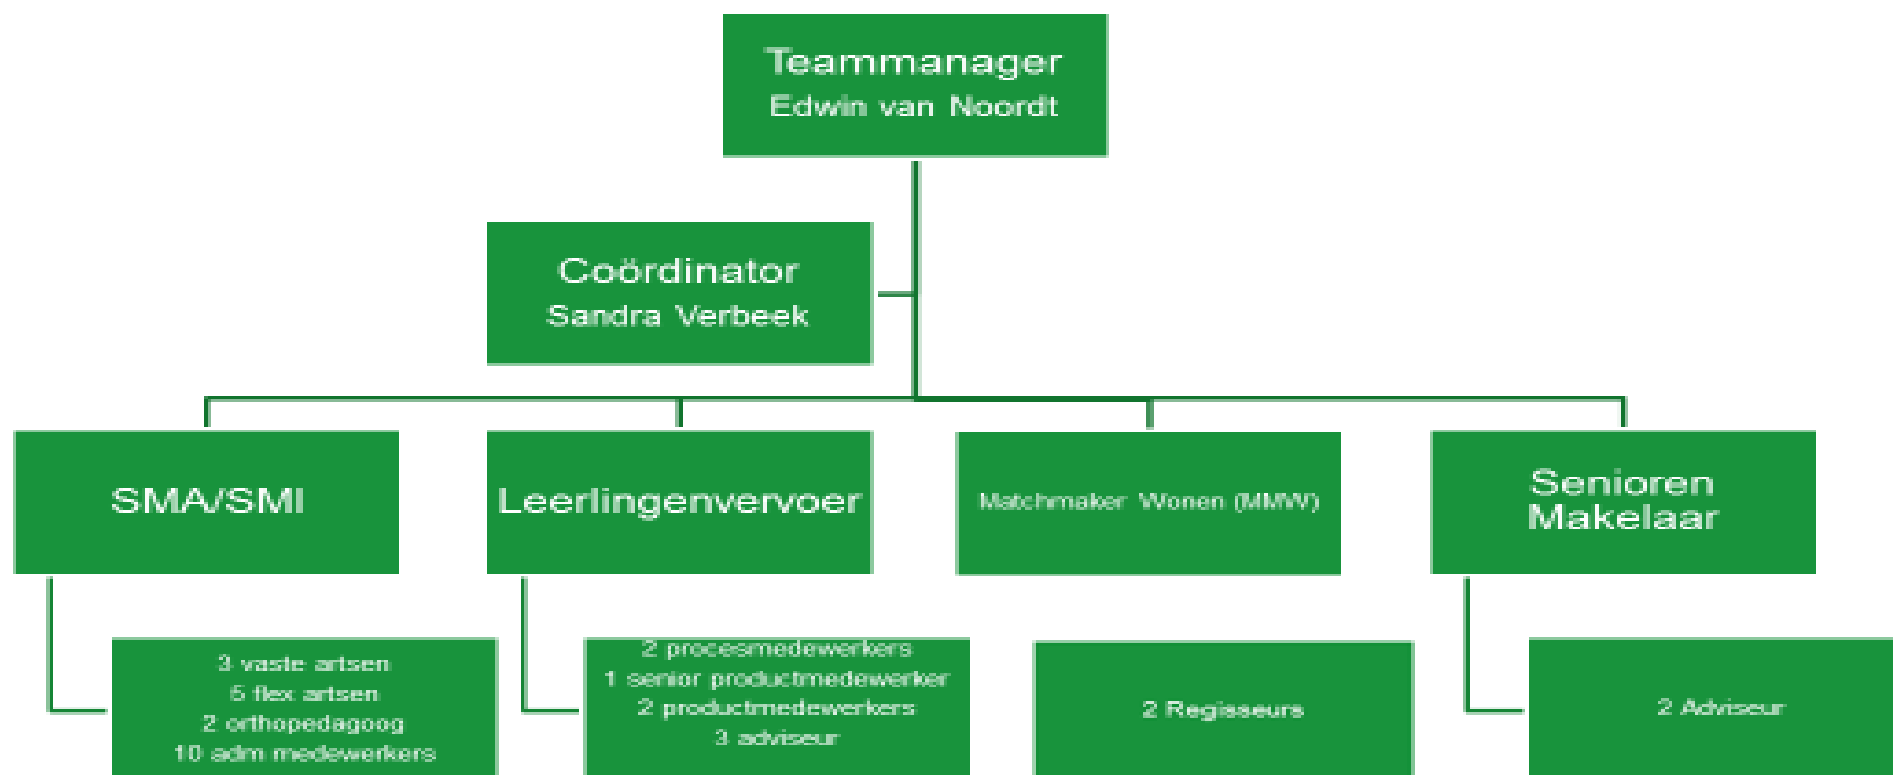 Teammanager
Edwin van Noordt
Coördinator
Sandra Verbeek
SMA/SMI
Leerlingenvervoer
Matchmaker Wonen (MMW)
Senioren
Makelaar
3 vaste artsen
5 flex artsen
2 orthopedagoog
10 adm medewerkers
2 procesmedewerkers
1 senior productmedewerker
2 productmedewerkers
3 adviseur
2 Regisseurs
2 Adviseur